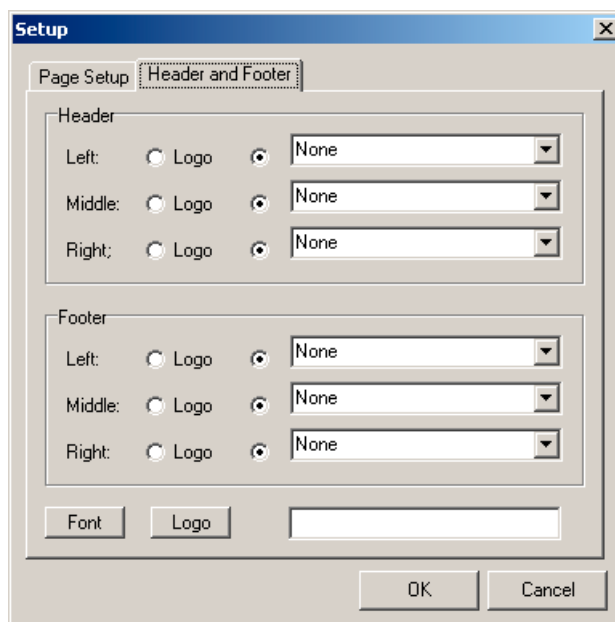 Setup
Page Setup Header and Footer
Header
Left: Logo None
Middle: Logo None
Right; Logo None
Footer
Left: Logo None
Middle: Logo None
Right: Logo None
Font Logo
OK Cancel